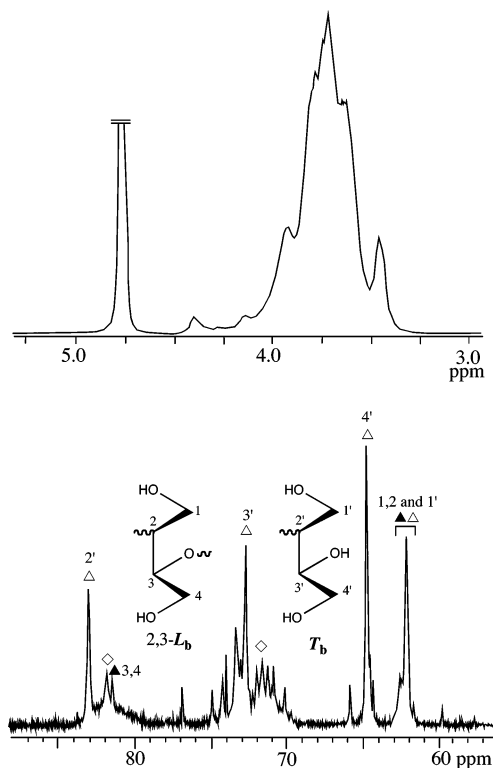 5.0 4.0 3.0
ppm
4'
△
1,2 and 1'
▲ △
HO
1
2
O
3
4
HO
2,3-Lb
3'
△
HO
1'
2'
OH
3'
4'
HO
Tb
2'
△
◇
▲ 3,4
◇
80 70 60 ppm